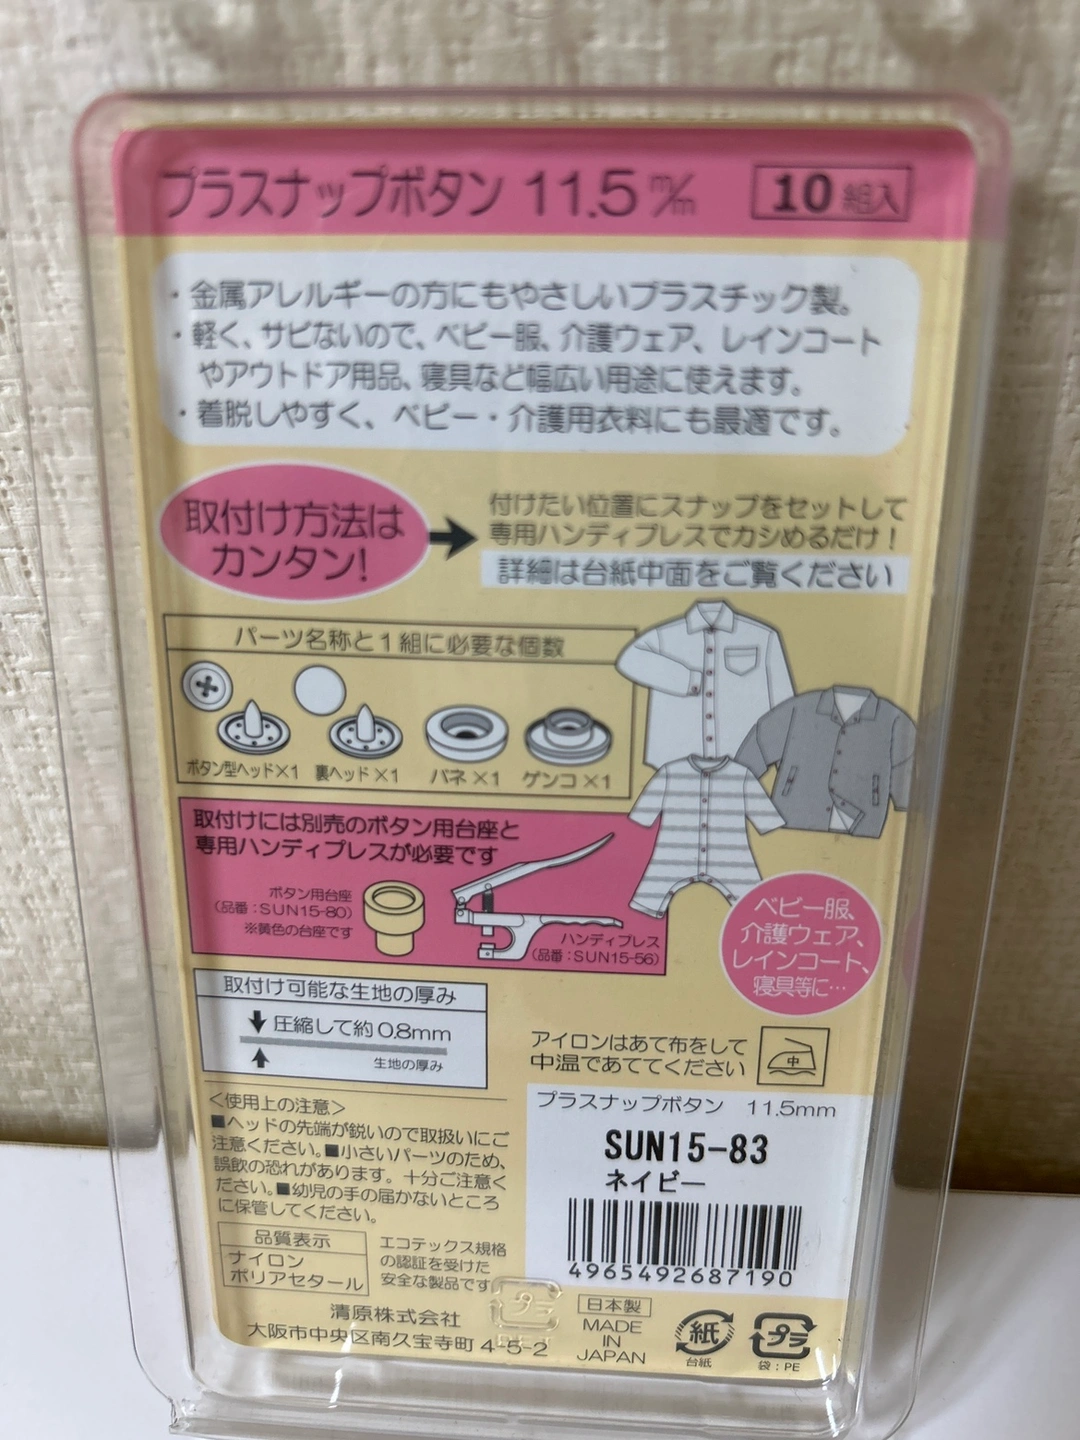 プラスナップボタン 11.5 m/m
10組入
・金属アレルギーの方にもやさしいプラスチック製。
・軽く、サビないので、ベビー服、介護ウェア、レインコート
やアウトドア用品、寝具など幅広い用途に使えます。
・着脱しやすく、ベビー・介護用衣料にも最適です。
取付け方法は
カンタン!
付けたい位置にスナップをセットして
専用ハンディプレスでカシめるだけ!
詳細は台紙中面をご覧ください
パーツ名称と1組に必要な個数
ボタン型ヘッド×1 裏ヘッド×1 バネ×1 ゲンコ×1
取付けには別売のボタン用台座と
専用ハンディプレスが必要です
ボタン用台座
(品番:SUN15-80)
※黄色の台座です
ハンディプレス
(品番:SUN15-56)
ベビー服、
介護ウェア、
レインコート、
寝具等に…
取付け可能な生地の厚み
圧縮して約0.8mm
生地の厚み
アイロンはあて布をして
中温であててください
中
<使用上の注意>
■ヘッドの先端が鋭いので取扱いにご
注意ください。■小さいパーツのため、
誤飲の恐れがあります。十分ご注意く
ださい。■幼児の手の届かないところ
に保管してください。
プラスナップボタン 11.5mm
SUN15-83
ネイビー
4965492687190
品質表示
ナイロン
ポリアセタール
エコテックス規格
の認証を受けた
安全な製品です
清原株式会社
大阪市中央区南久宝寺町 4-5-2
プラ
PET
日本製
MADE
IN
JAPAN
紙
台紙
プラ
袋:PE